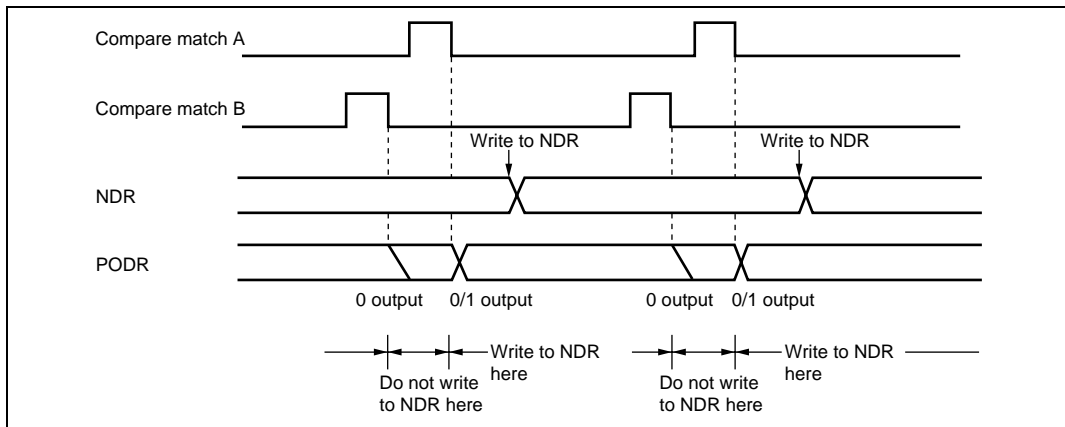 Compare match A
Compare match B
Write to NDR
Write to NDR
NDR
PODR
0 output
0/1 output
0 output
0/1 output
Write to NDR
here
Write to NDR
here
Do not write
to NDR here
Do not write
to NDR here